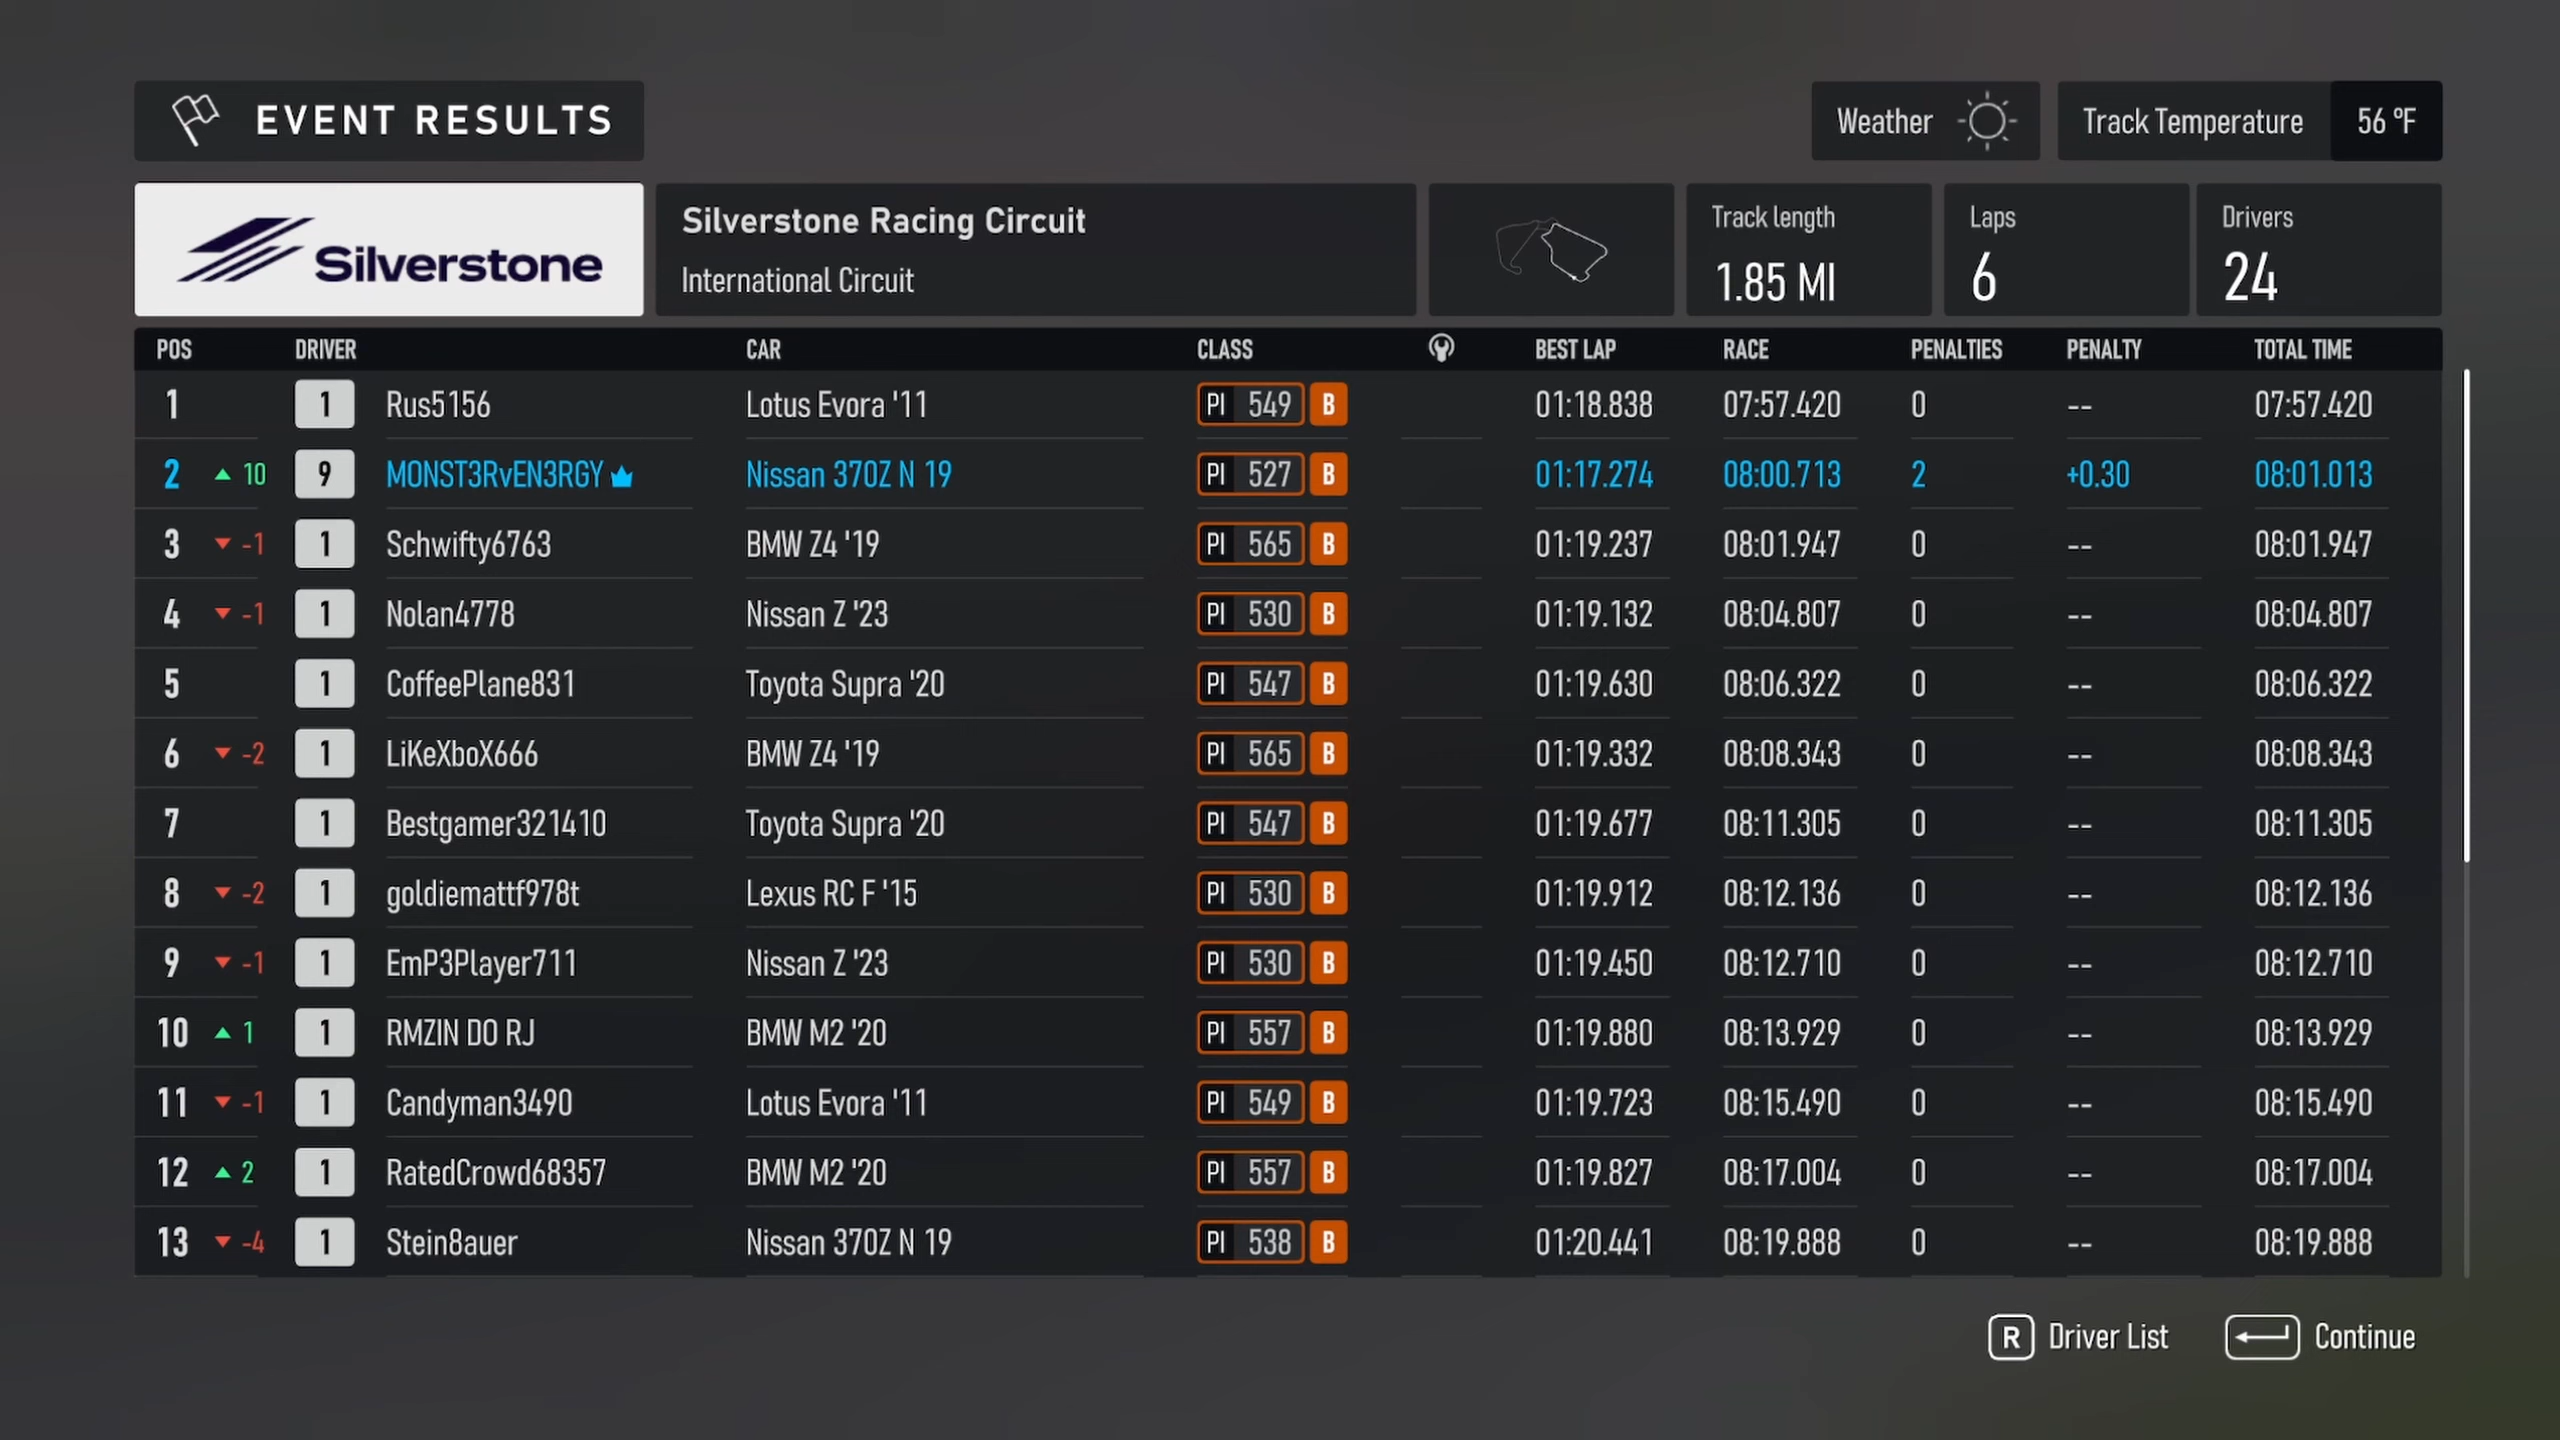 EVENT RESULTS
Weather
Track Temperature 56 °F
Silverstone
Silverstone Racing Circuit
International Circuit
Track length
1.85 MI
Laps
6
Drivers
24
POS DRIVER CAR CLASS BEST LAP RACE PENALTIES PENALTY TOTAL TIME
1 1 Rus5156 Lotus Evora '11 PI 549 B 01:18.838 07:57.420 0 -- 07:57.420
2 ▲ 10 9 MONST3RvEN3RGY Nissan 370Z N 19 PI 527 B 01:17.274 08:00.713 2 +0.30 08:01.013
3 ▼ -1 1 Schwifty6763 BMW Z4 '19 PI 565 B 01:19.237 08:01.947 0 -- 08:01.947
4 ▼ -1 1 Nolan4778 Nissan Z '23 PI 530 B 01:19.132 08:04.807 0 -- 08:04.807
5 1 CoffeePlane831 Toyota Supra '20 PI 547 B 01:19.630 08:06.322 0 -- 08:06.322
6 ▼ -2 1 LiKeXboX666 BMW Z4 '19 PI 565 B 01:19.332 08:08.343 0 -- 08:08.343
7 1 Bestgamer321410 Toyota Supra '20 PI 547 B 01:19.677 08:11.305 0 -- 08:11.305
8 ▼ -2 1 goldiemattf978t Lexus RC F '15 PI 530 B 01:19.912 08:12.136 0 -- 08:12.136
9 ▼ -1 1 EmP3Player711 Nissan Z '23 PI 530 B 01:19.450 08:12.710 0 -- 08:12.710
10 ▲ 1 1 RMZIN DO RJ BMW M2 '20 PI 557 B 01:19.880 08:13.929 0 -- 08:13.929
11 ▼ -1 1 Candyman3490 Lotus Evora '11 PI 549 B 01:19.723 08:15.490 0 -- 08:15.490
12 ▲ 2 1 RatedCrowd68357 BMW M2 '20 PI 557 B 01:19.827 08:17.004 0 -- 08:17.004
13 ▼ -4 1 Stein8auer Nissan 370Z N 19 PI 538 B 01:20.441 08:19.888 0 -- 08:19.888
R Driver List Continue